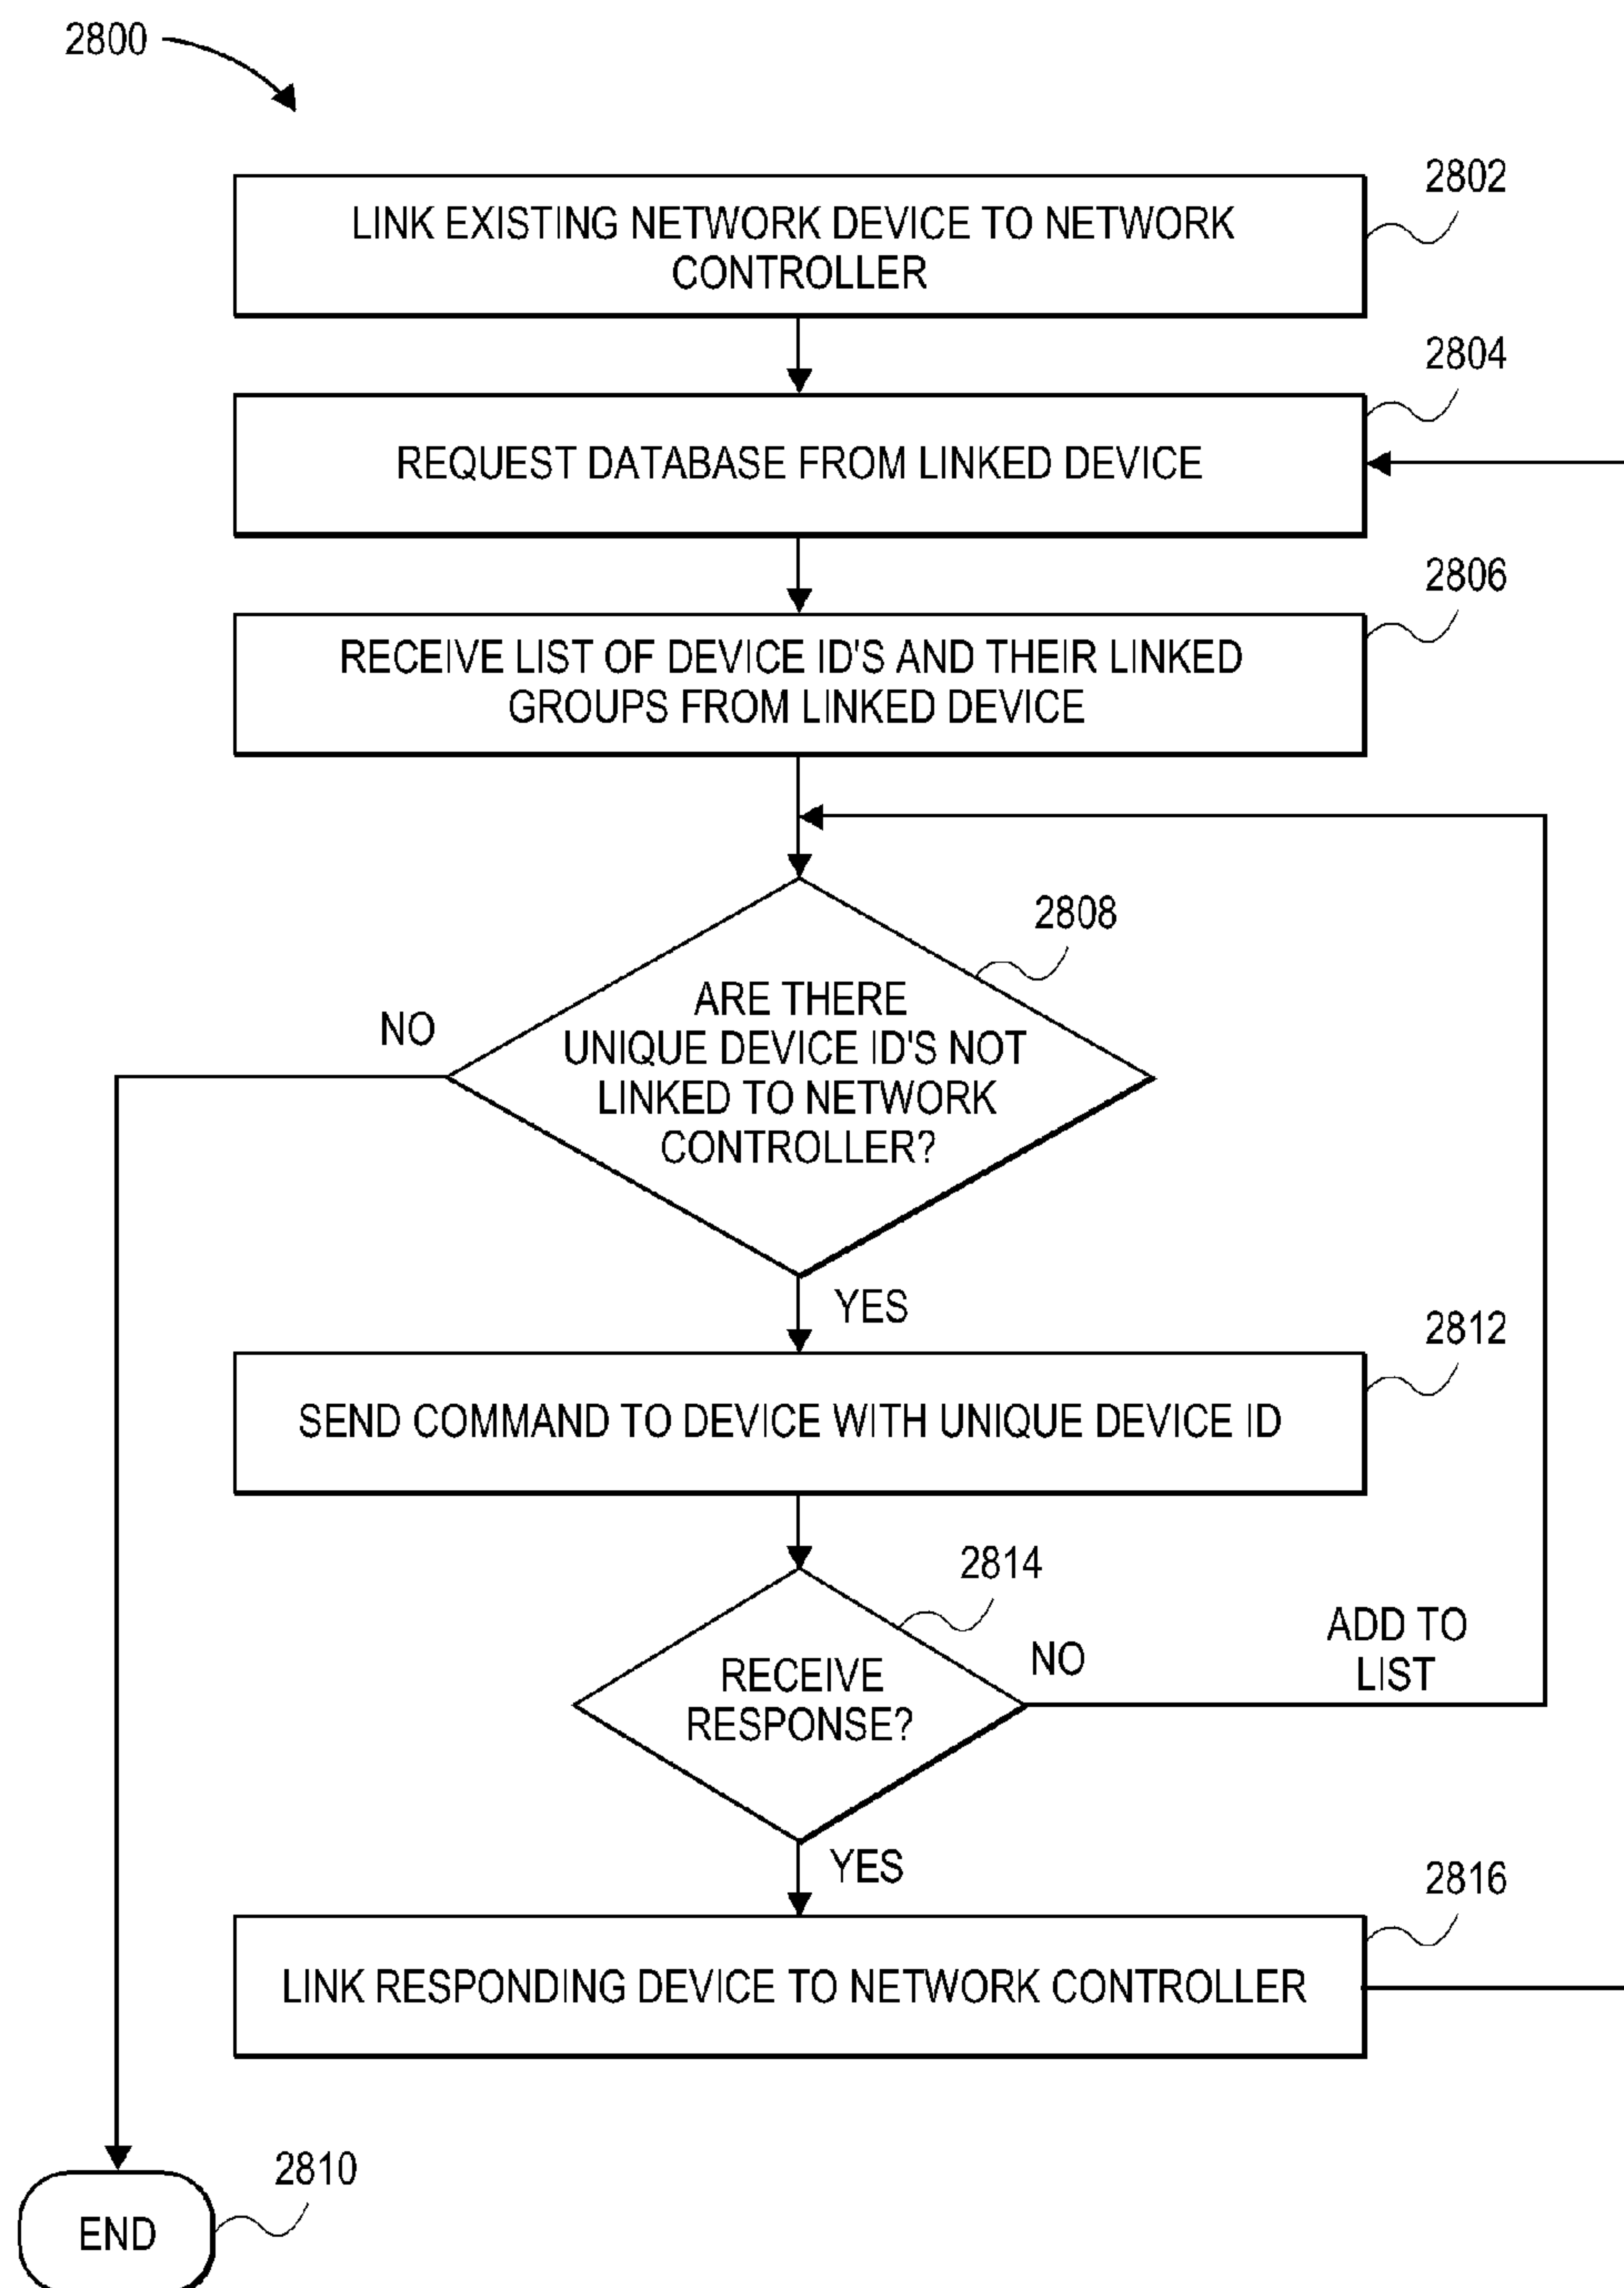 2800
2802
LINK EXISTING NETWORK DEVICE TO NETWORK
CONTROLLER
2804
REQUEST DATABASE FROM LINKED DEVICE
2806
RECEIVE LIST OF DEVICE ID'S AND THEIR LINKED
GROUPS FROM LINKED DEVICE
2808
ARE THERE
UNIQUE DEVICE ID'S NOT
LINKED TO NETWORK
CONTROLLER?
NO
YES
2812
SEND COMMAND TO DEVICE WITH UNIQUE DEVICE ID
2814
RECEIVE
RESPONSE?
NO
ADD TO
LIST
YES
2816
LINK RESPONDING DEVICE TO NETWORK CONTROLLER
2810
END